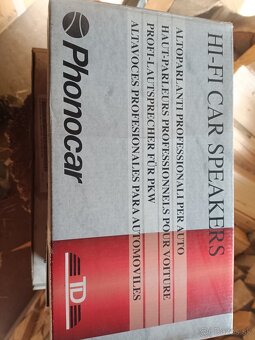 HI-FI CAR SPEAKERS
ALTOPARLANTI PROFESSIONALI PER AUTO
HAUT-PARLEURS PROFESSIONNELS POUR VOITURE
PROFI-LAUTSPRECHER FÜR PKW
ALTAVOCES PROFESIONALES PARA AUTOMOVILES
Phonocar
TD